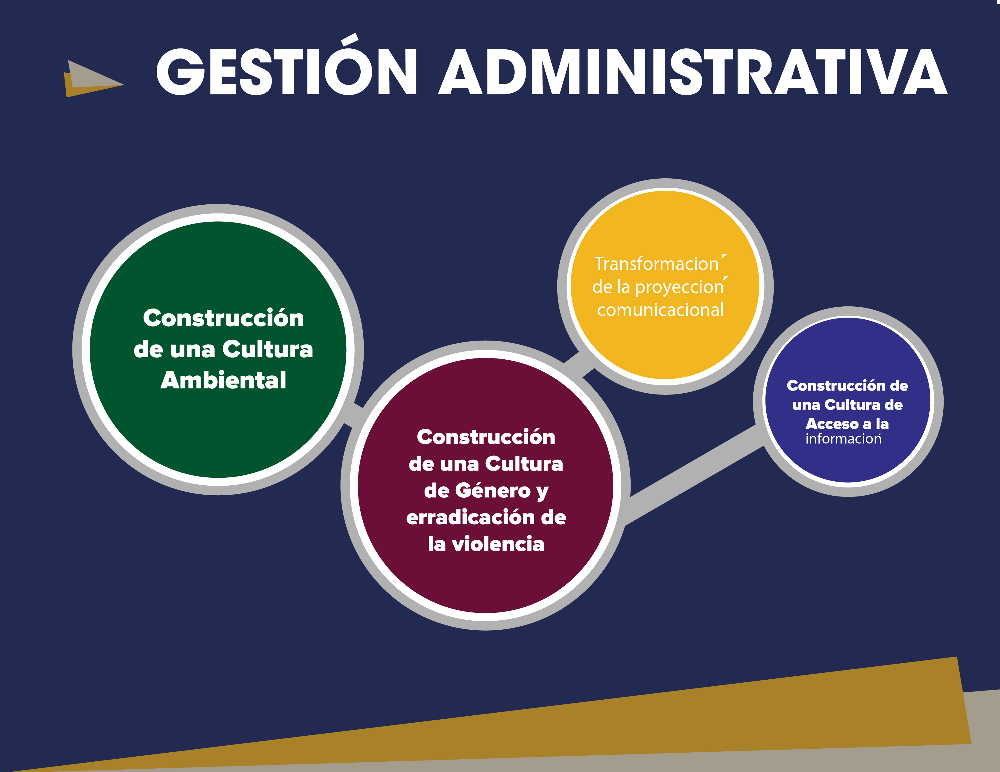 GESTIÓN ADMINISTRATIVA
Construcción
de una Cultura
Ambiental
Construcción
de una Cultura
de Género y
erradicación de
la violencia
Transformacion´
de la proyeccion´
comunicacional
Construcción de
una Cultura de
Acceso a la
informacion´